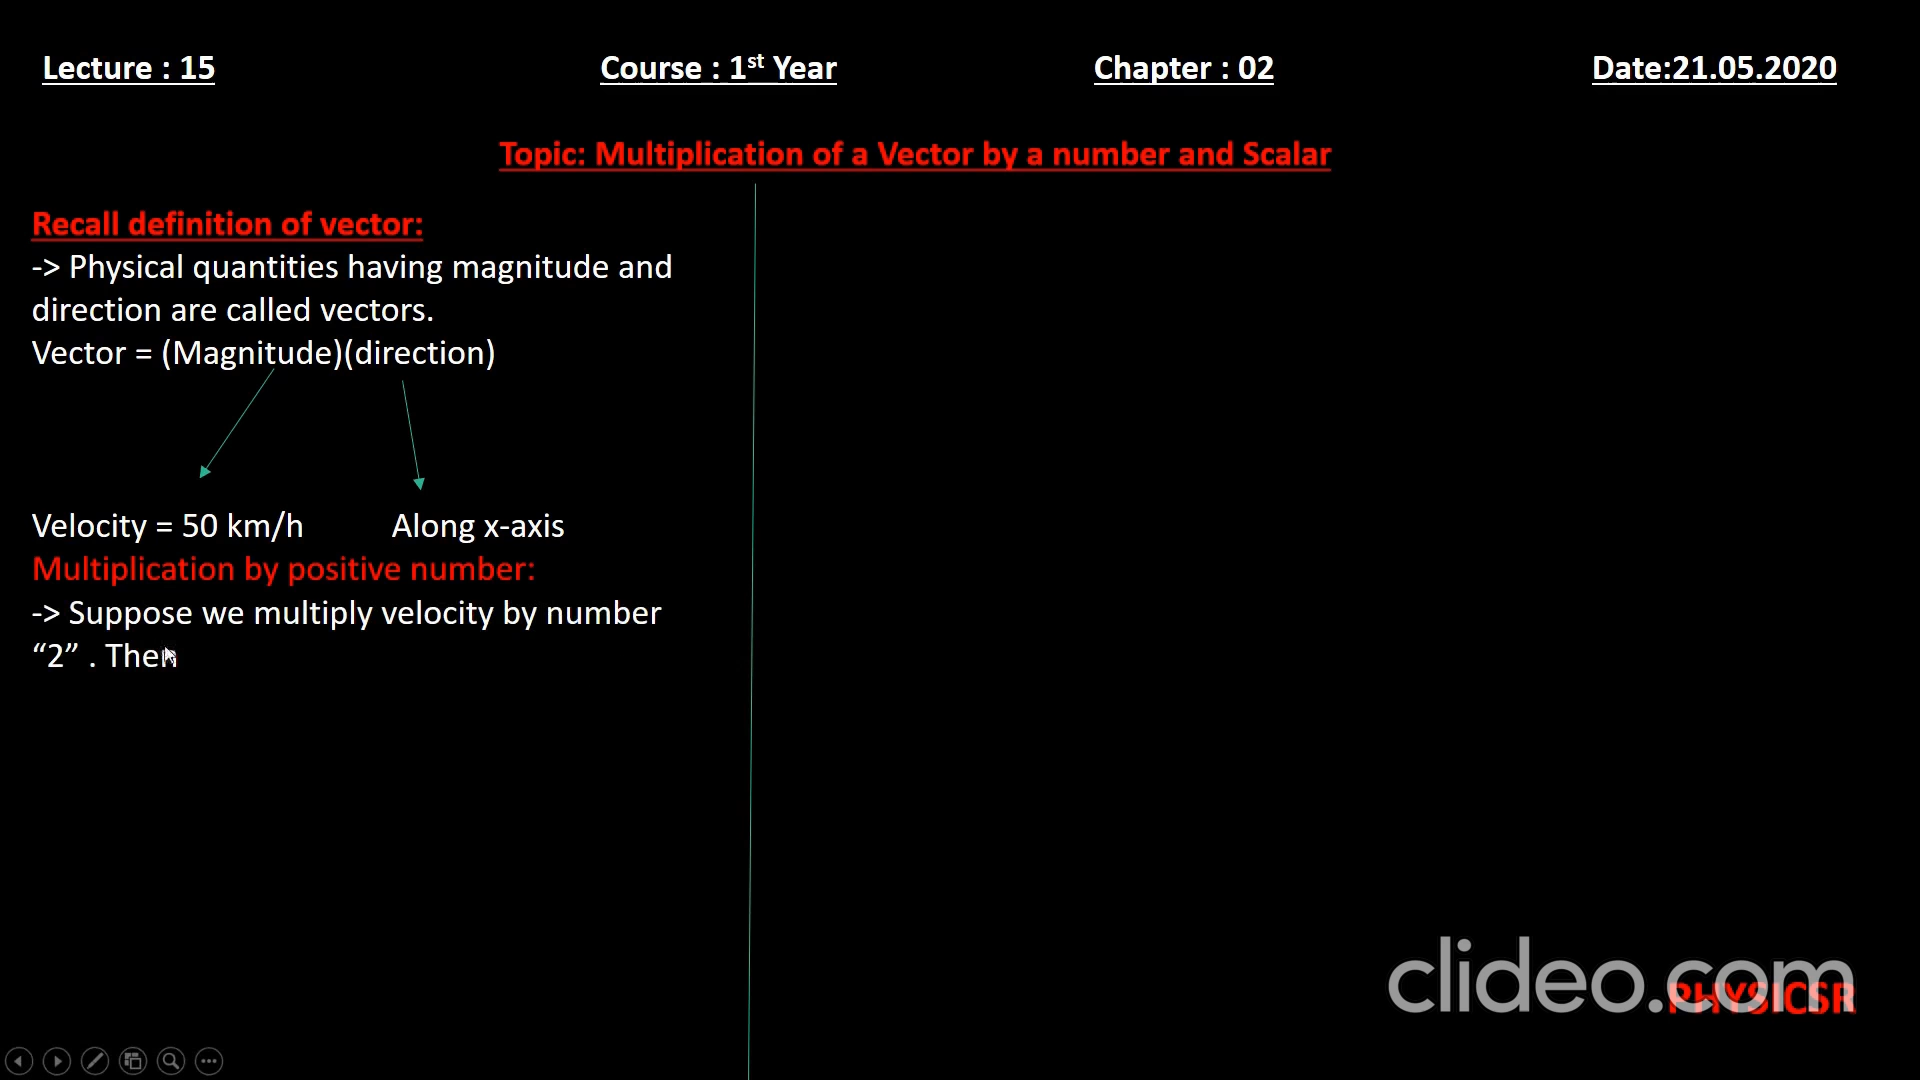 Lecture : 15
Course : 1st Year
Chapter : 02
Date:21.05.2020
Topic: Multiplication of a Vector by a number and Scalar
Recall definition of vector:
-> Physical quantities having magnitude and
direction are called vectors.
Vector = (Magnitude)(direction)
Velocity = 50 km/h
Along x-axis
Multiplication by positive number:
-> Suppose we multiply velocity by number
“2” . Then
clideo.com
PHYSICSR